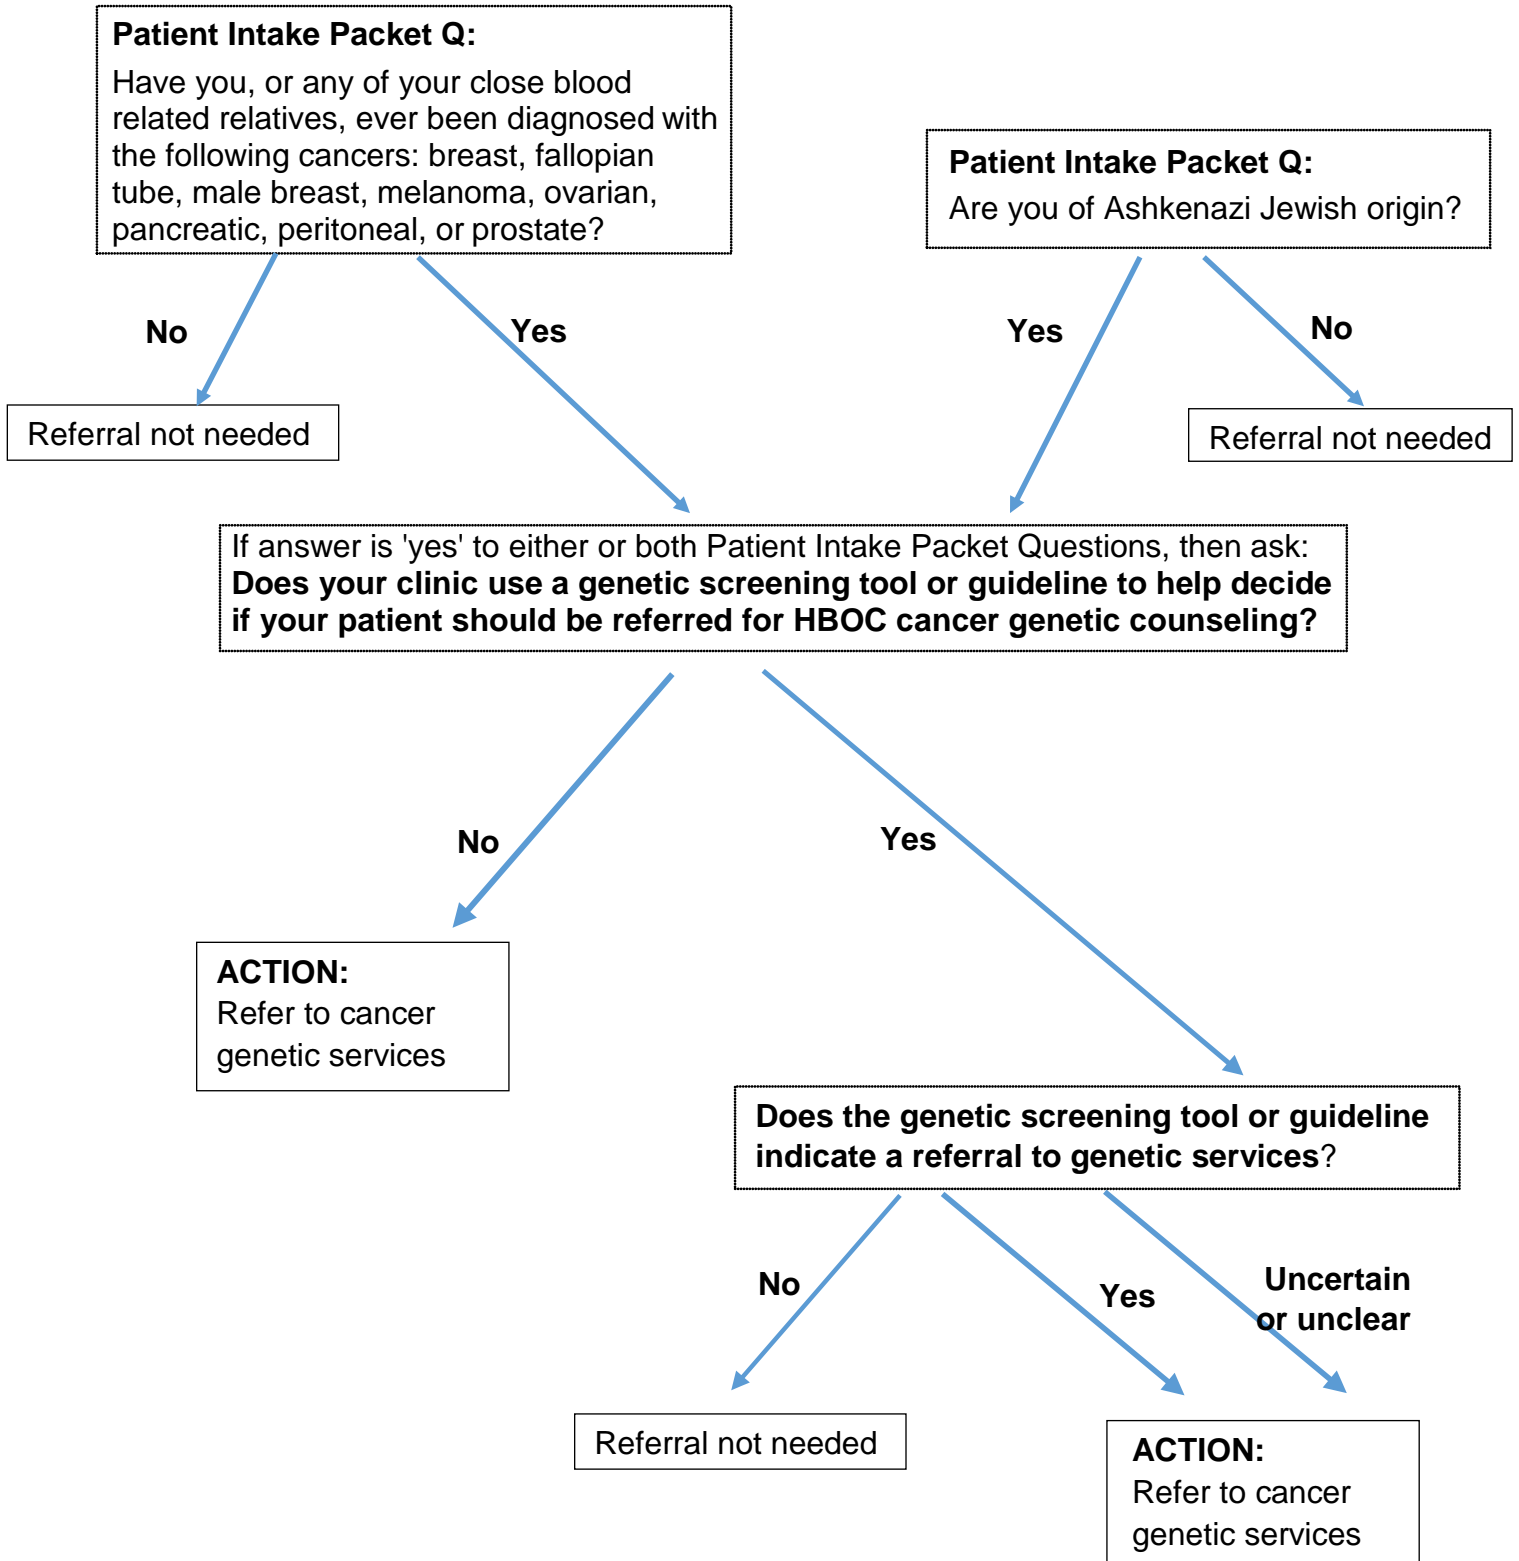 Patient Intake Packet Q:
Have you, or any of your close blood
related relatives, ever been diagnosed with
the following cancers: breast, fallopian
tube, male breast, melanoma, ovarian,
pancreatic, peritoneal, or prostate?
Patient Intake Packet Q:
Are you of Ashkenazi Jewish origin?
No
Yes
Yes
No
Referral not needed
Referral not needed
If answer is 'yes' to either or both Patient Intake Packet Questions, then ask:
Does your clinic use a genetic screening tool or guideline to help decide
if your patient should be referred for HBOC cancer genetic counseling?
No
Yes
ACTION:
Refer to cancer
genetic services
Does the genetic screening tool or guideline
indicate a referral to genetic services?
No
Yes
Uncertain
or unclear
Referral not needed
ACTION:
Refer to cancer
genetic services